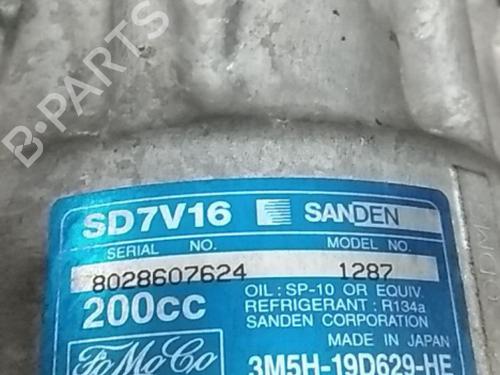 B-PARTS
SD7V16 SANDEN
SERIAL NO. MODEL NO.
8028607624 1287
200cc OIL: SP-10 OR EQUIV.
REFRIGERANT: R134a
SANDEN CORPORATION
MADE IN JAPAN
FoMoCo 3M5H-19D629-HE